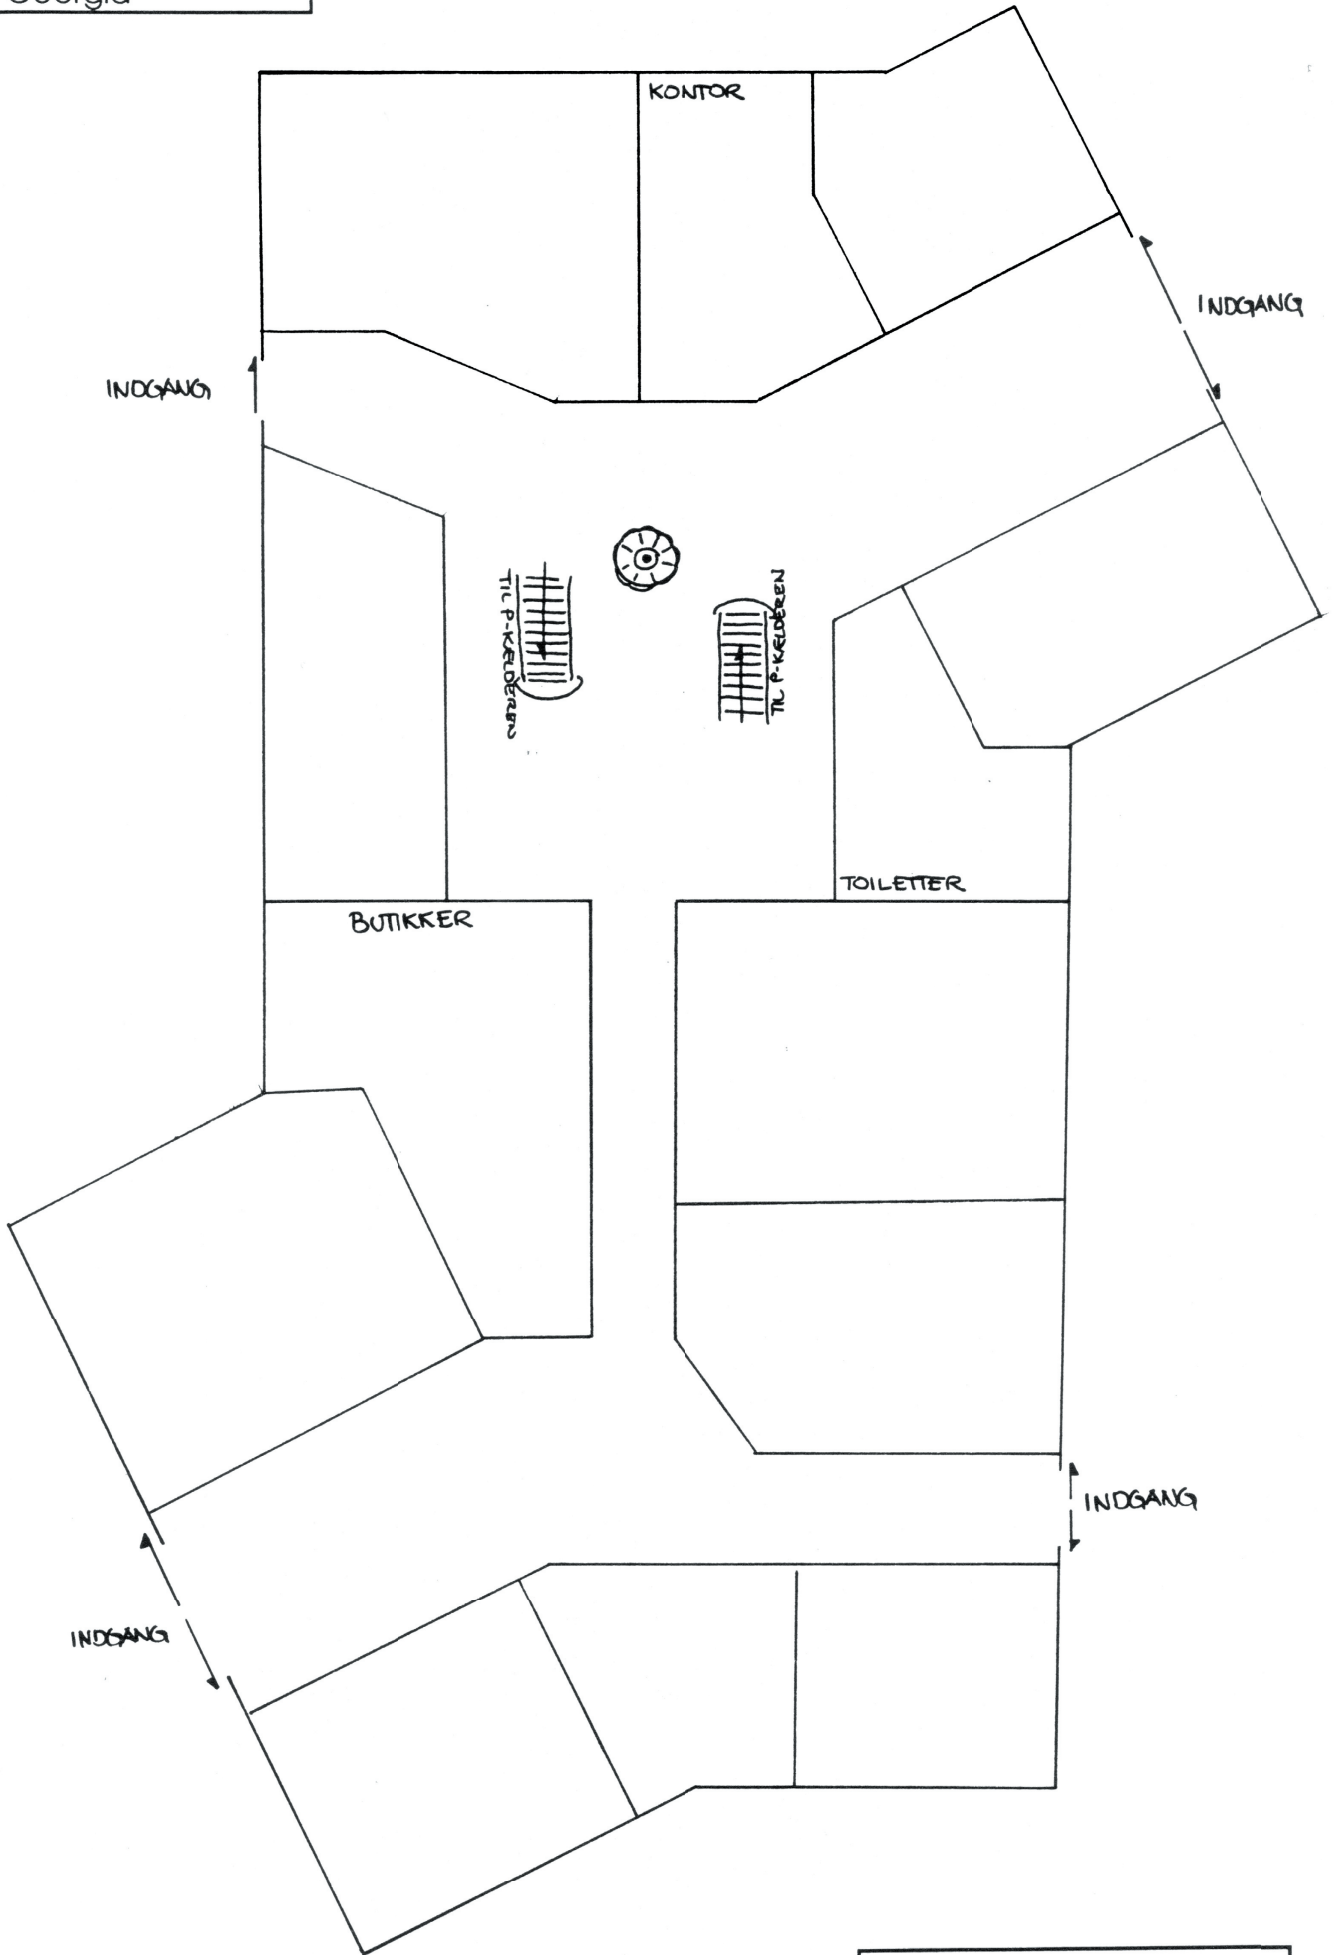 Georgia
KONTOR
INDGANG
INDGANG
TIL P-KÆLDEREN
TIL P-KÆLDEREN
TOILETTER
BUTIKKER
INDGANG
INDGANG